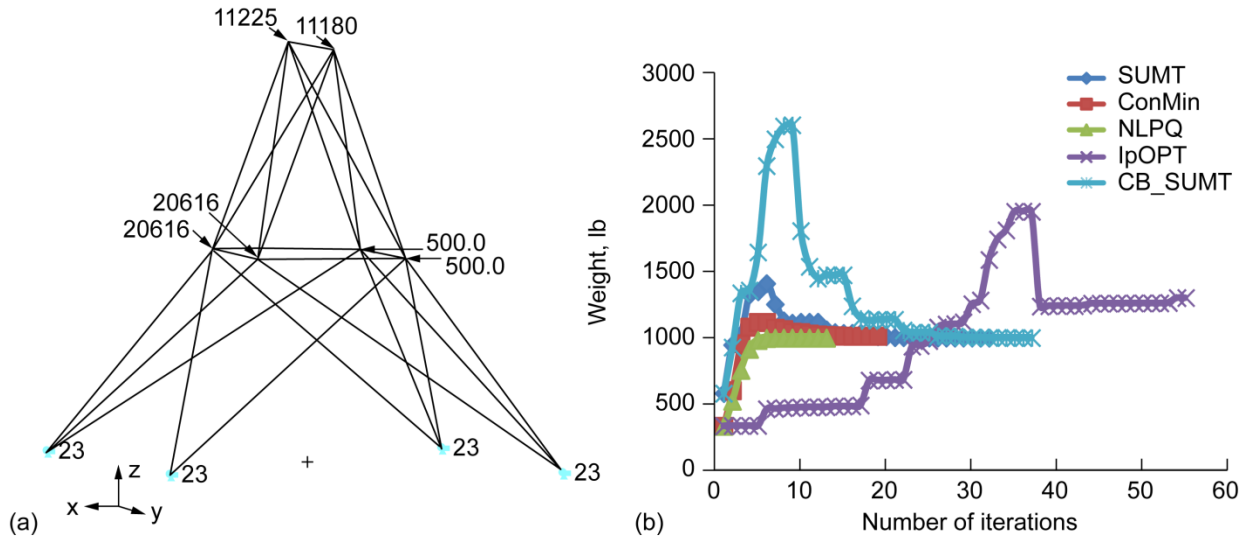 11225
11180
20616
20616
500.0
500.0
23
23
23
23
z
x
y
(a)
3000
2500
2000
1500
1000
500
0
Weight, lb
0
10
20
30
40
50
60
Number of iterations
SUMT
ConMin
NLPQ
IpOPT
CB_SUMT
(b)